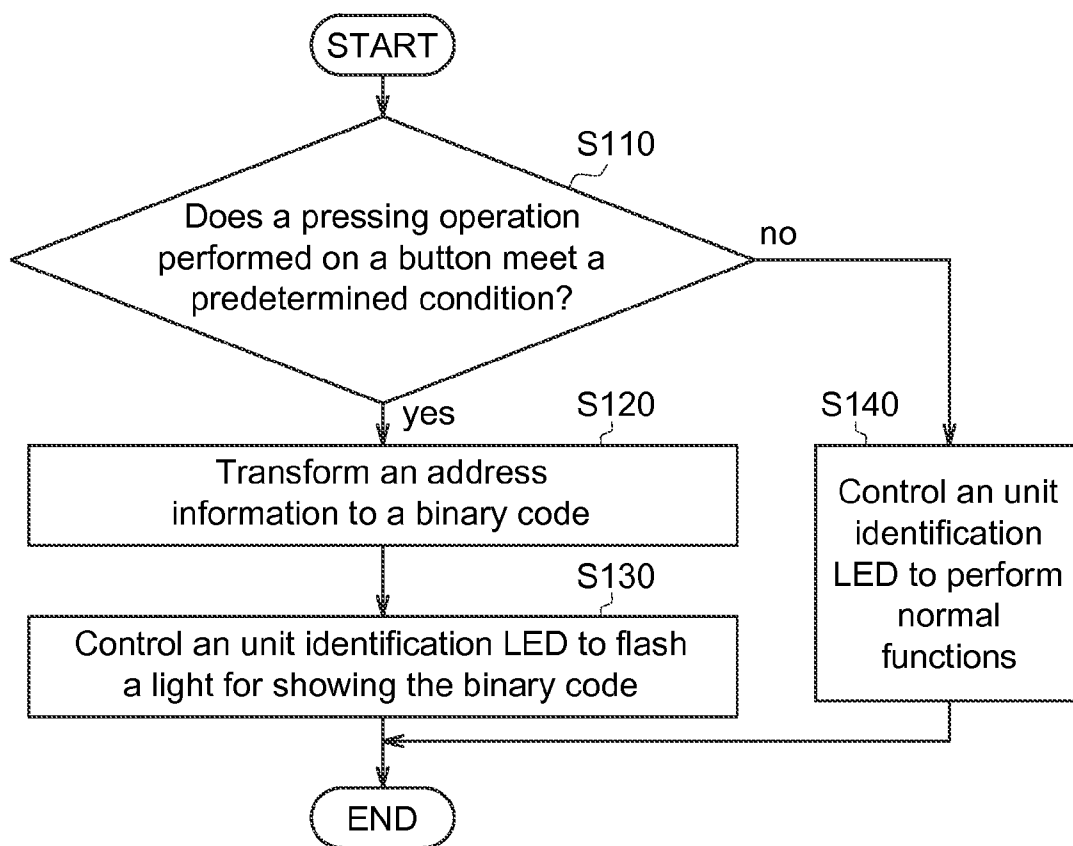 START
S110
Does a pressing operation
performed on a button meet a
predetermined condition?
no
yes
S120
Transform an address
information to a binary code
S130
Control an unit identification LED to flash
a light for showing the binary code
S140
Control an unit
identification
LED to perform
normal
functions
END